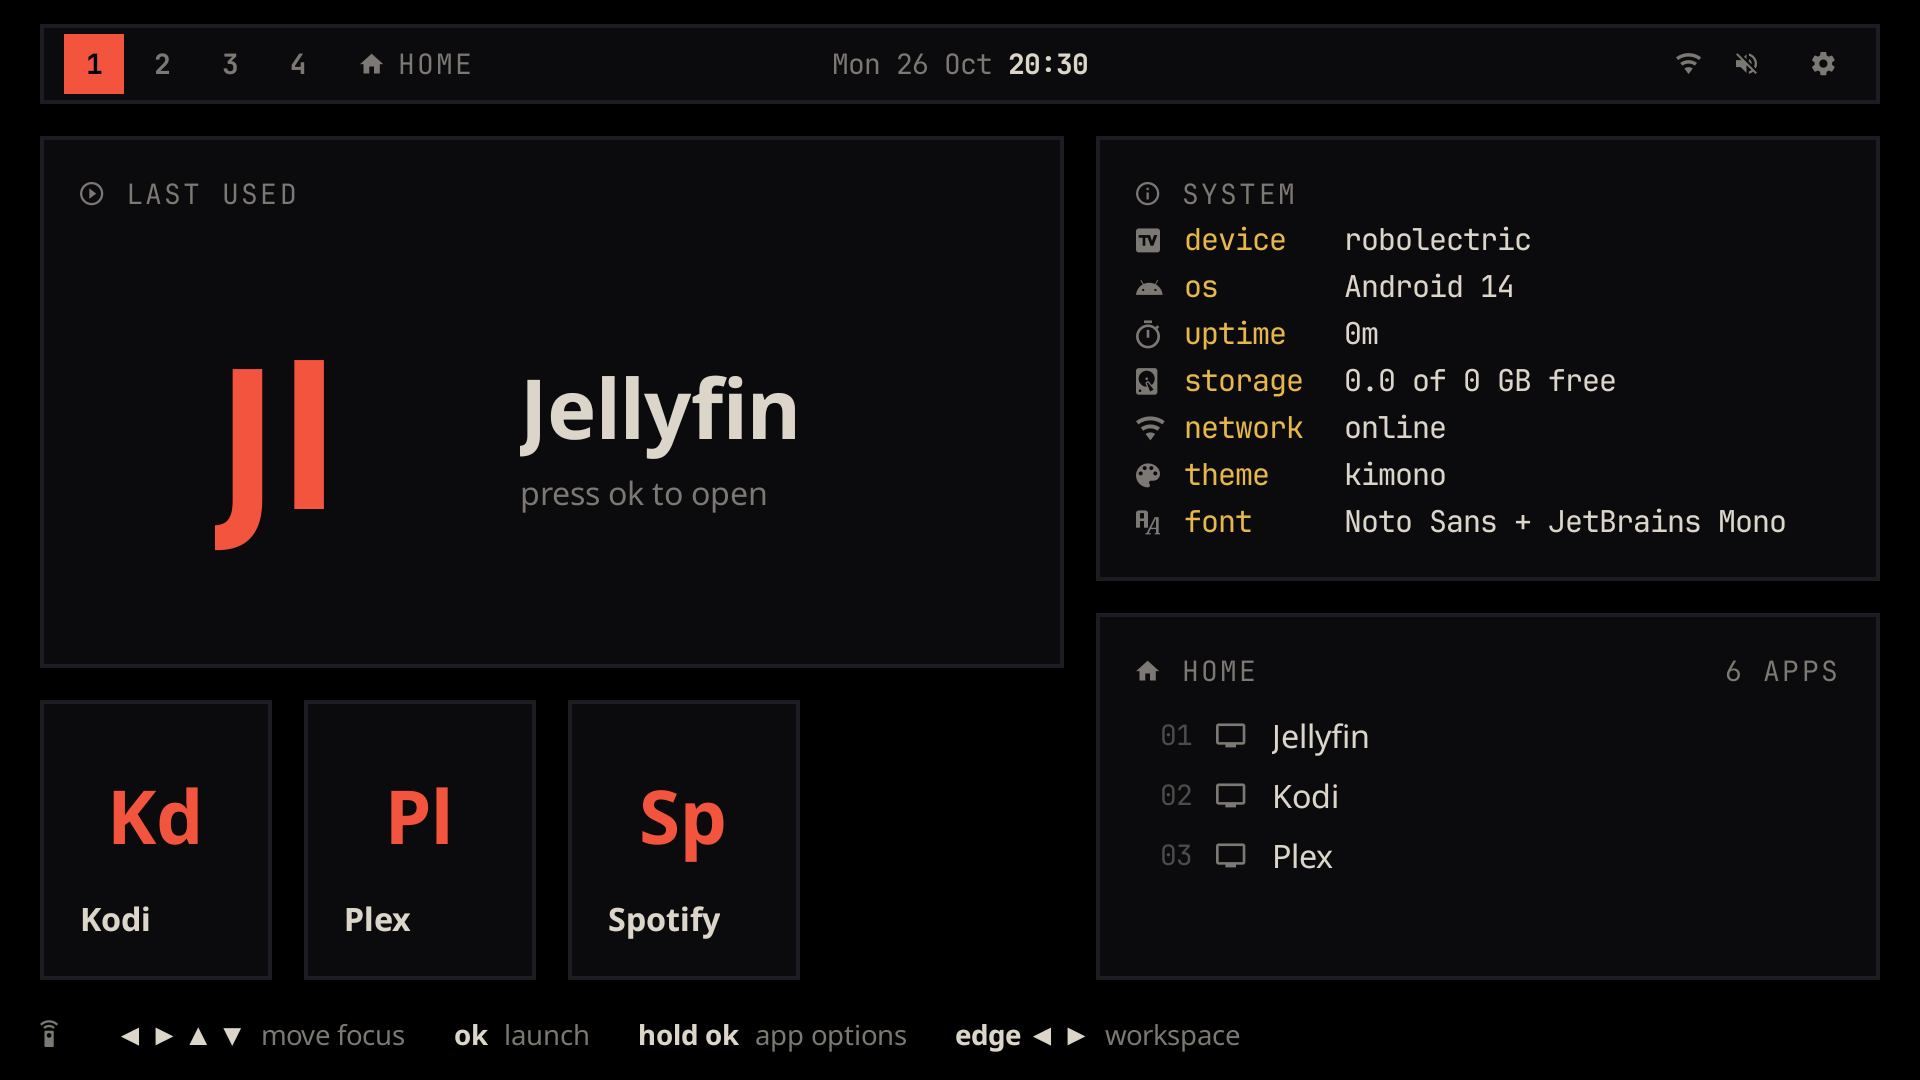 1 2 3 4 HOME Mon 26 Oct 20:30
LAST USED
Jl
Jellyfin
press ok to open
Kd
Kodi
Pl
Plex
Sp
Spotify
SYSTEM
TV device robolectric
os Android 14
uptime 0m
storage 0.0 of 0 GB free
network online
theme kimono
font Noto Sans + JetBrains Mono
HOME 6 APPS
01 Jellyfin
02 Kodi
03 Plex
◀ ▶ ▲ ▼ move focus ok launch hold ok app options edge ◀ ▶ workspace